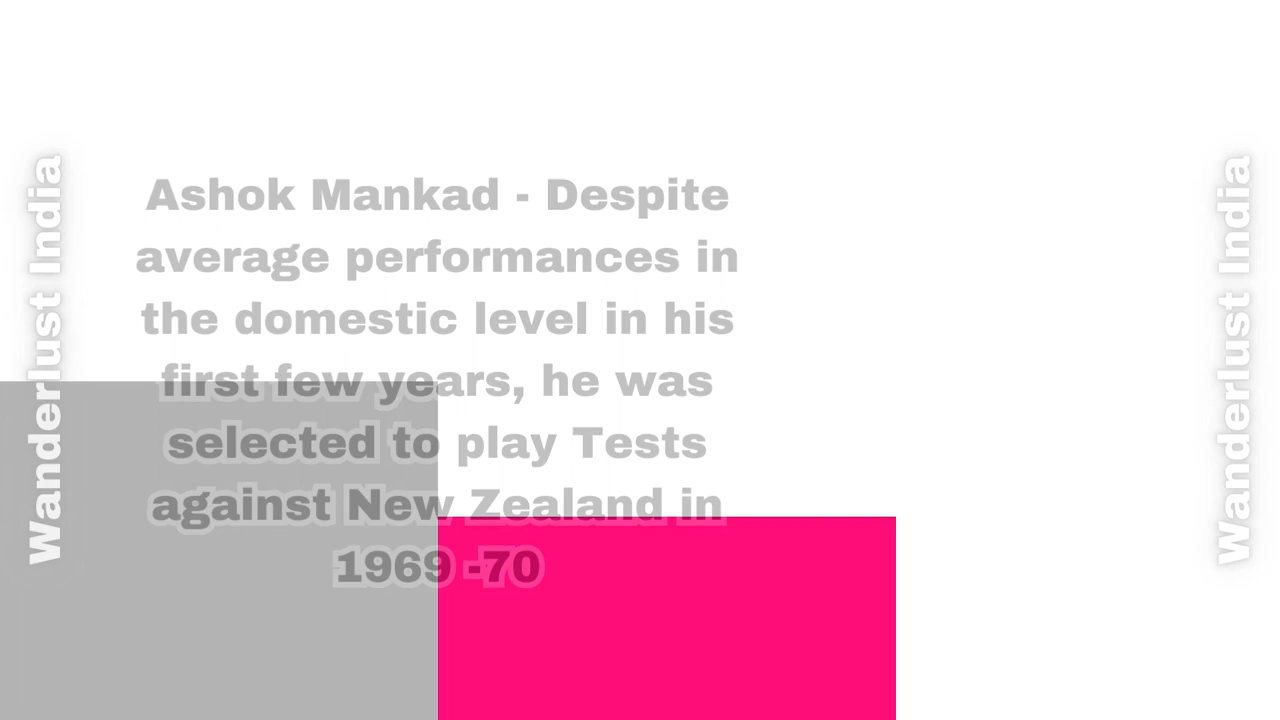 Wanderlust India
Ashok Mankad - Despite
average performances in
the domestic level in his
first few years, he was
selected to play Tests
against New Zealand in
1969 -70
Wanderlust India